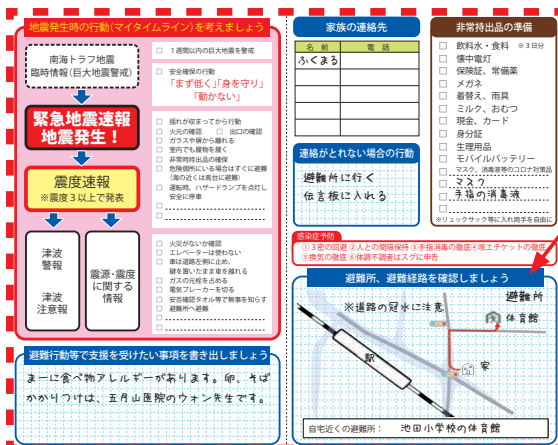 地震発生時の行動(マイタイムライン)を考えましょう
南海トラフ地震
臨時情報(巨大地震警戒)
緊急地震速報
地震発生！
震度速報
※震度３以上で発表
津波
警報
津波
注意報
震源・震度
に関する
情報
□ １週間以内の巨大地震を警戒
□ 安全確保の行動
「まず低く」「身を守り」
「動かない」
□ 揺れが収まってから行動
□ 火元の確認 □ 出口の確認
□ ガラスや塀から離れる
□ 室内でも履物を履く
□ 非常時持出品の確保
□ 危険個所にいる場合はすぐに避難
(海の近くは高台に避難)
□ 運転時、ハザードランプを点灯し
安全に停車
□
□ 火災がないか確認
□ エレベーターは使わない
□ 車は道路左側に止め、
鍵を置いたまま車を離れる
□ ガスの元栓を占める
□ 電気ブレーカーを切る
□ 安否確認タオル等で無事を知らす
□ 避難所へ避難
□
□
避難行動等で支援を受けたい事項を書き出しましょう
まーに食べ物アレルギーがあります。卵、そば
かかりつけは、五月山医院のウォン先生です。
家族の連絡先
名 前 電 話
ふくまる
連絡がとれない場合の行動
避難所に行く
伝言板に入れる
非常持出品の準備
□ 飲料水・食料 ※３日分
□ 懐中電灯
□ 保険証、常備薬
□ メガネ
□ 着替え、雨具
□ ミルク、おむつ
□ 現金、カード
□ 身分証
□ 生理用品
□ モバイルバッテリー
マスク、消毒液等のコロナ対策品
□ マスク
□ 手指の消毒液
□
※リュックサック等に入れ両手を自由に
感染症予防
①３密の回避 ②人との間隔保持 ③手指消毒の徹底 ④咳エチケットの徹底
⑤換気の徹底 ⑥体調不調者はスグに申告
避難所、避難経路を確認しましょう
※道路の冠水に注意
避難所
体育館
駅
家
自宅近くの避難所： 池田小学校の体育館